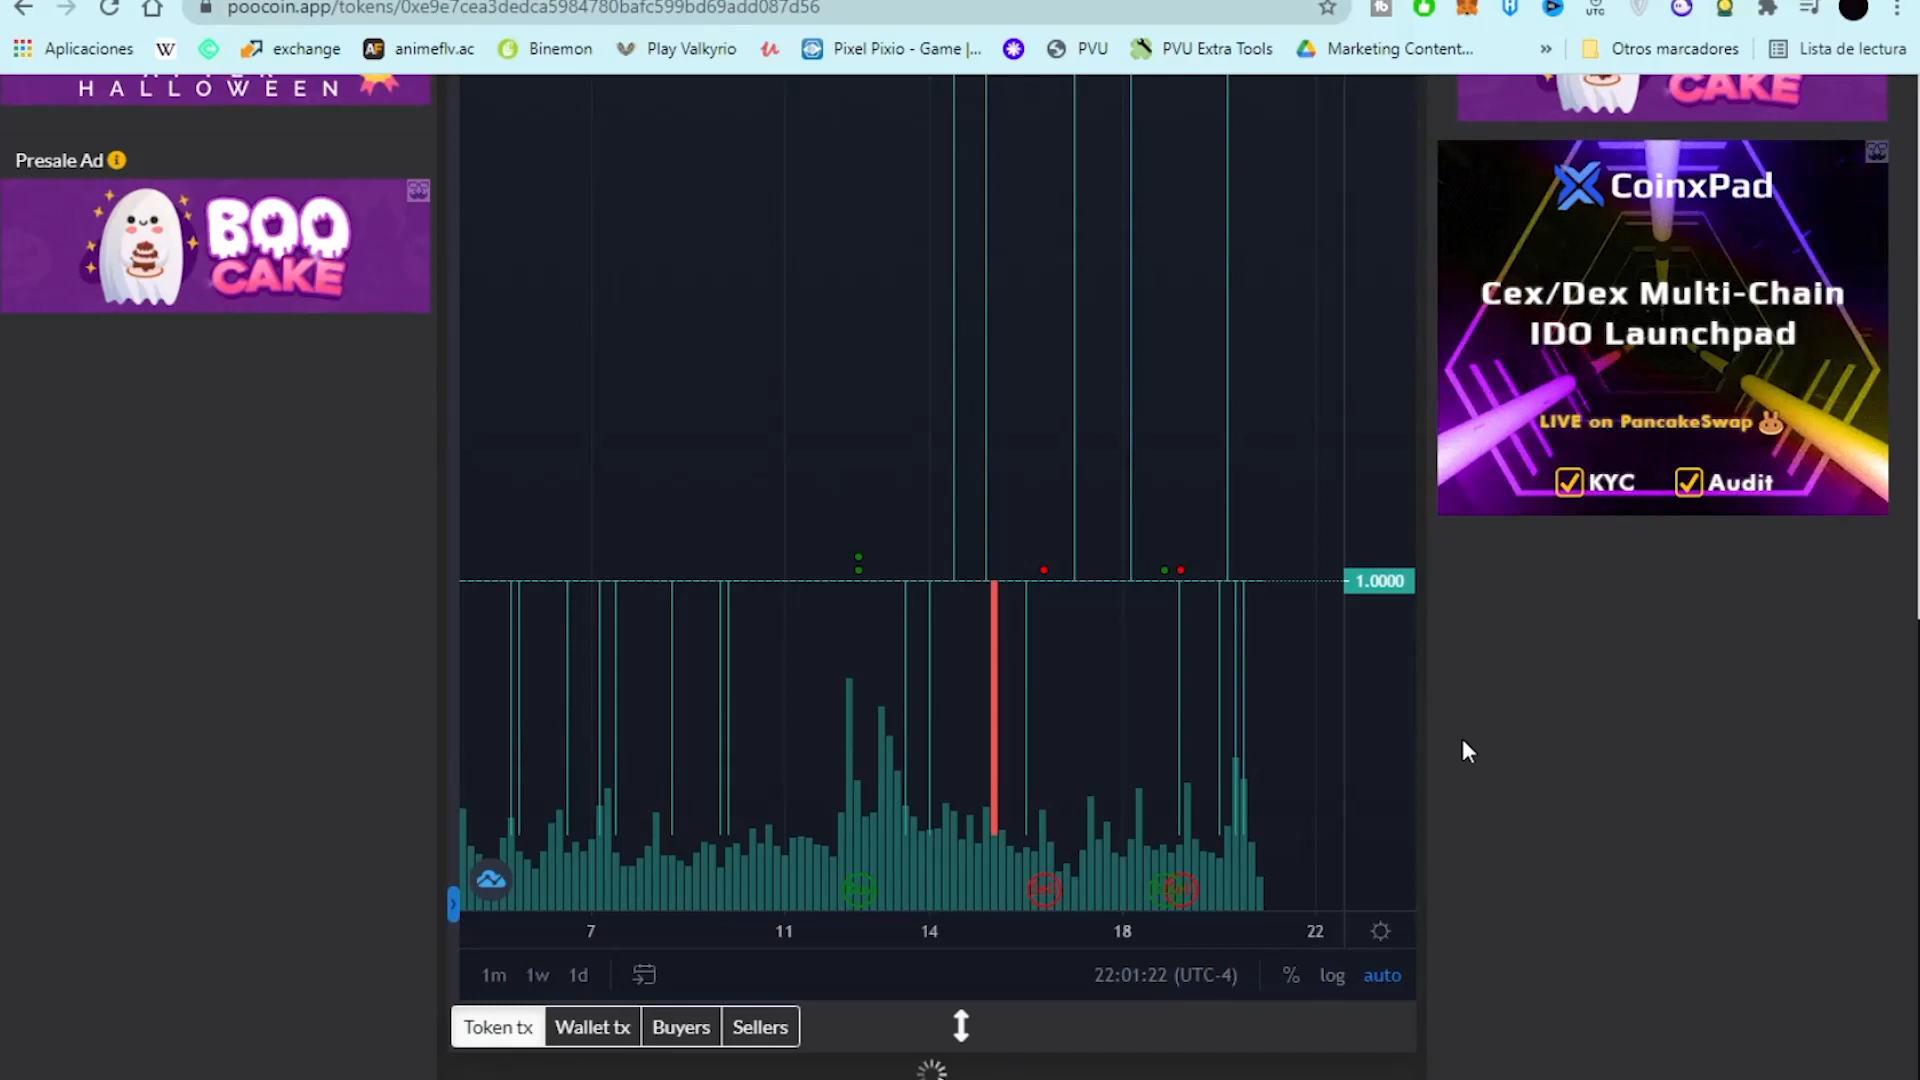 poocoin.app/tokens/0xe9e7cea3dedca5984780bafc599bd69add087d56
UTC
Aplicaciones
W
exchange
AF
animeflv.ac
Binemon
Play Valkyrio
Pixel Pixio - Game |...
PVU
PVU Extra Tools
Marketing Content...
»
Otros marcadores
Lista de lectura
HALLOWEEN
CAKE
Presale Ad
BOO
CAKE
CoinxPad
Cex/Dex Multi-Chain
IDO Launchpad
LIVE on PancakeSwap
KYC
Audit
1.0000
7
11
14
18
22
1m
1w
1d
22:01:22 (UTC-4)
%
log
auto
Token tx
Wallet tx
Buyers
Sellers